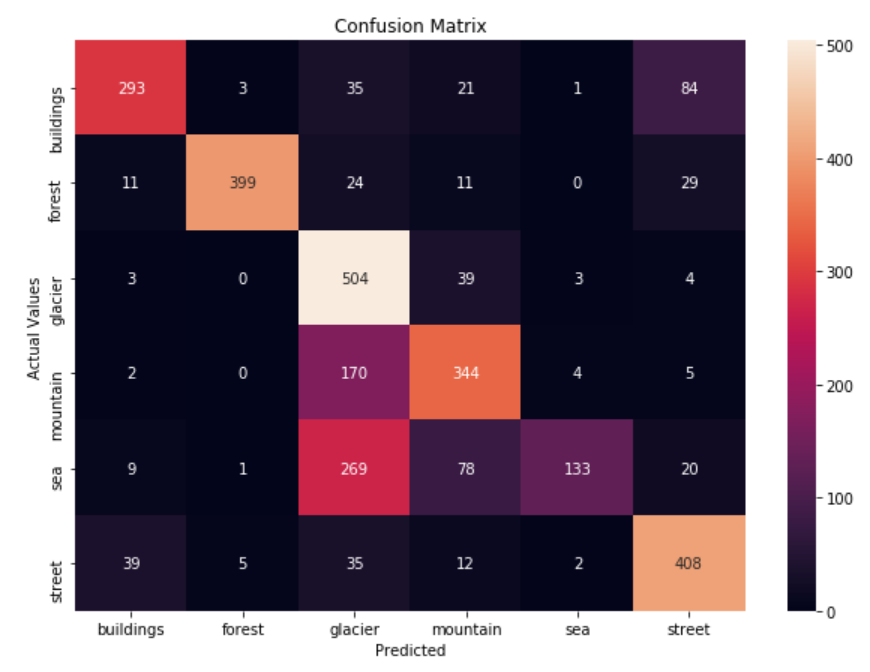 Confusion Matrix
293 3 35 21 1 84
11 399 24 11 0 29
3 0 504 39 3 4
2 0 170 344 4 5
9 1 269 78 133 20
39 5 35 12 2 408
buildings
forest
glacier
mountain
sea
street
Actual Values
buildings forest glacier mountain sea street
Predicted
500
400
300
200
100
0